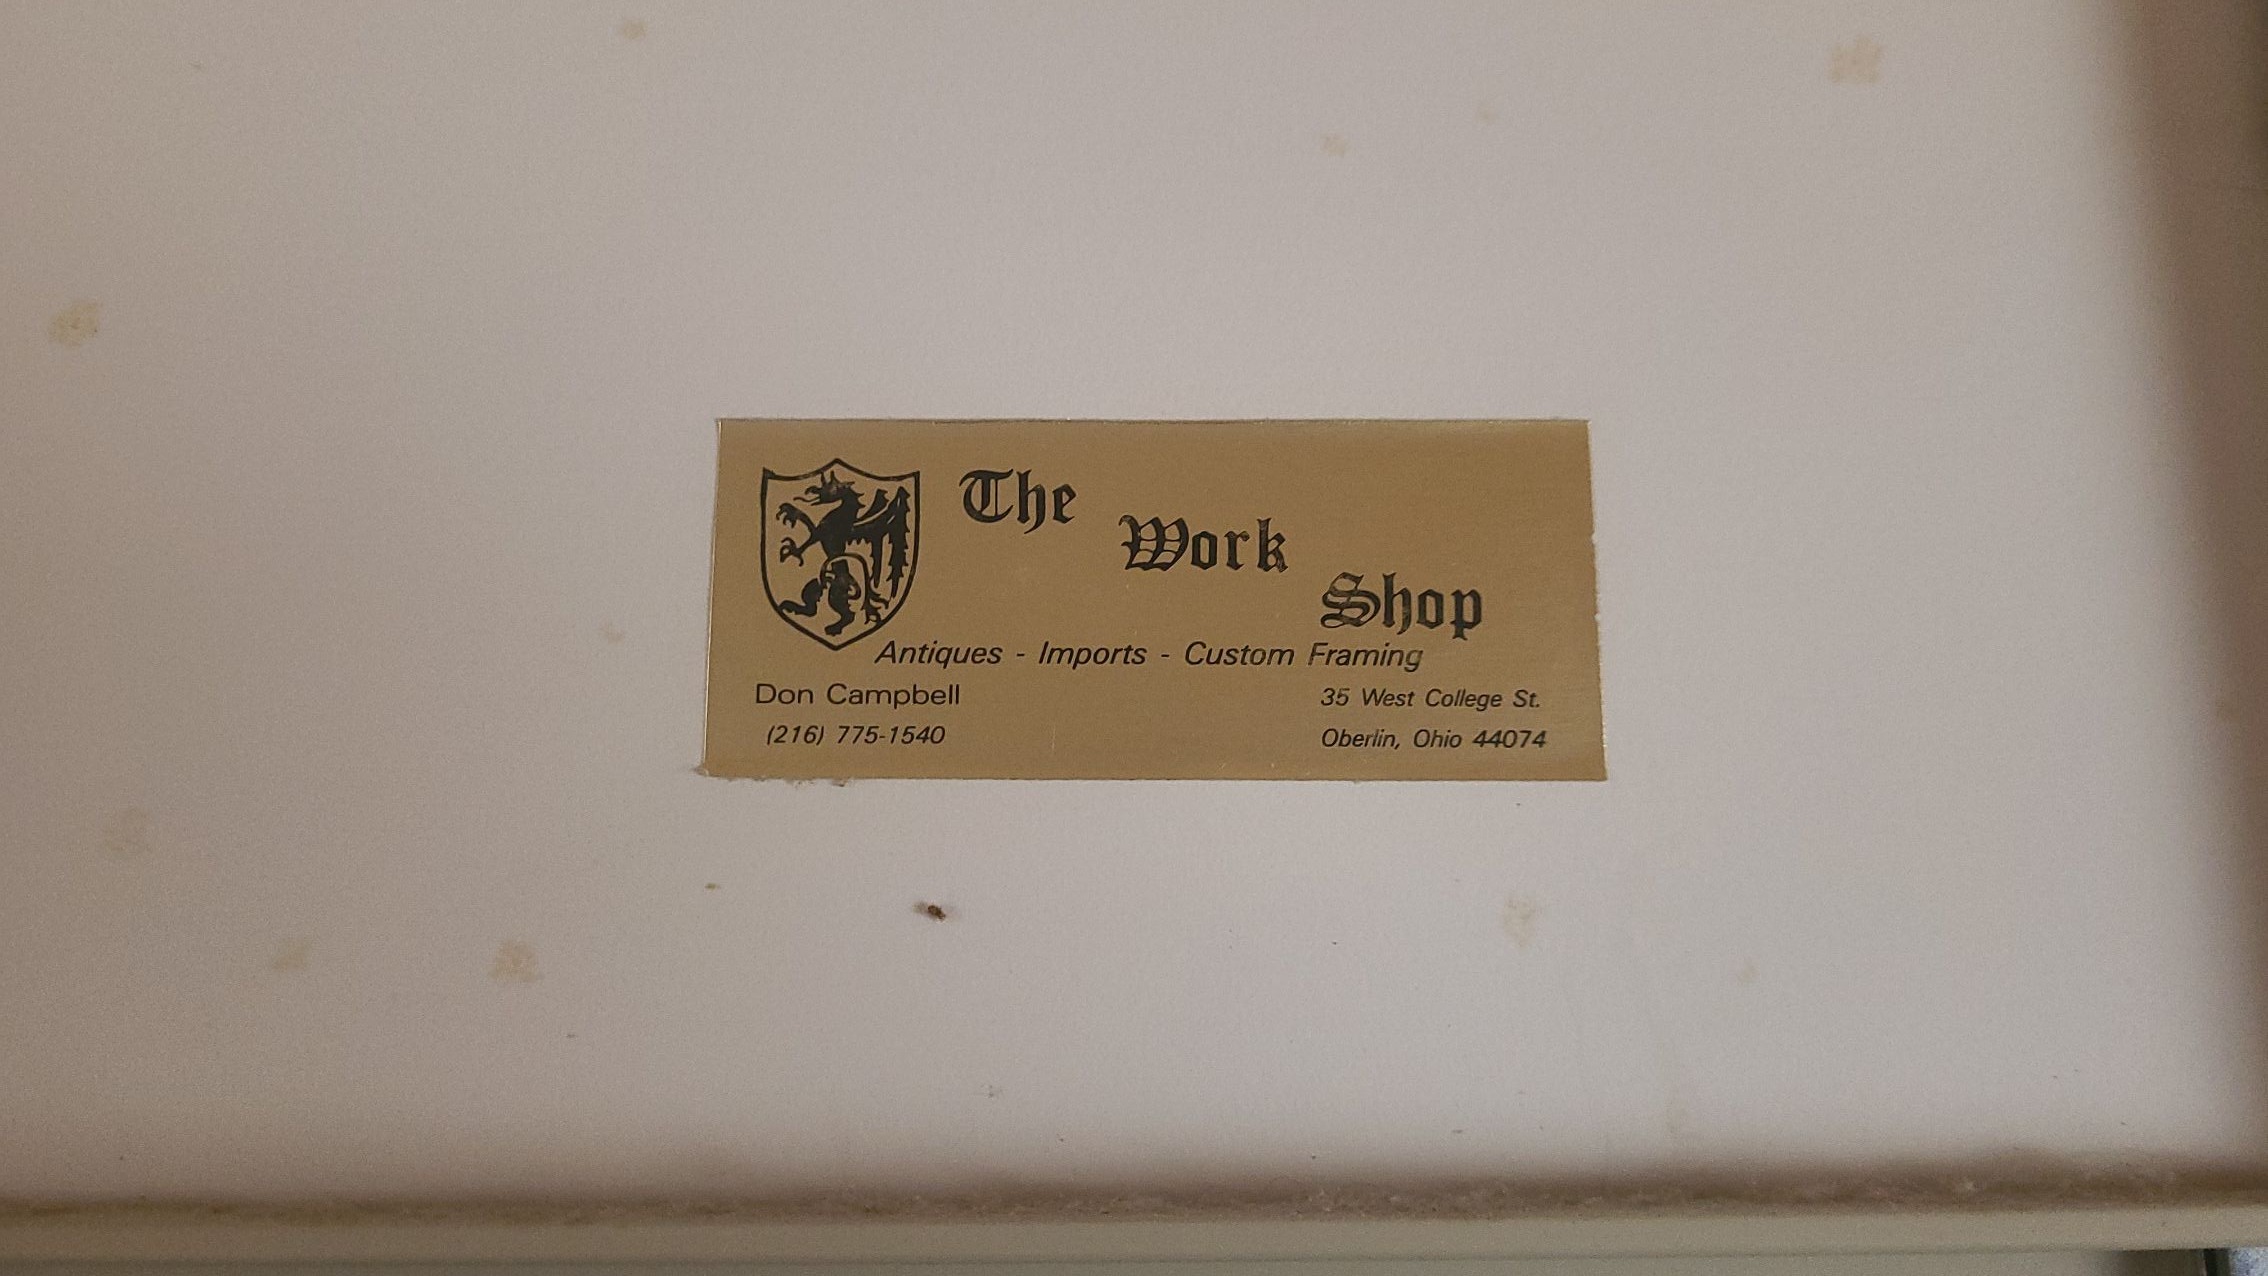 The
Work
Shop
Antiques - Imports - Custom Framing
Don Campbell
(216) 775-1540
35 West College St.
Oberlin, Ohio 44074